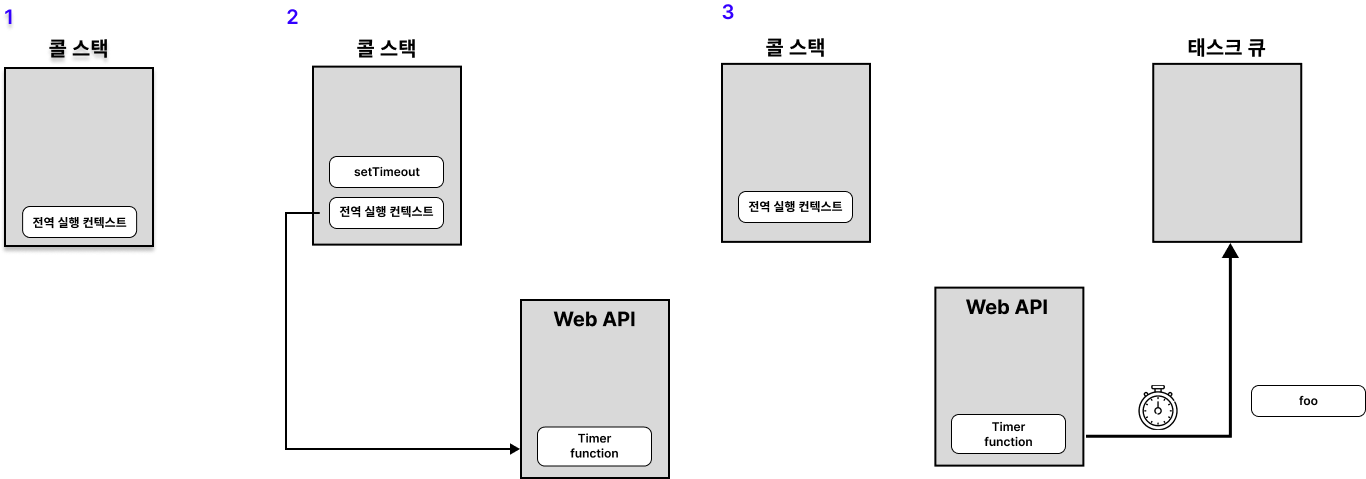 1
콜 스택
전역 실행 컨텍스트
2
콜 스택
setTimeout
전역 실행 컨텍스트
Web API
Timer
function
3
콜 스택
전역 실행 컨텍스트
태스크 큐
Web API
Timer
function
foo